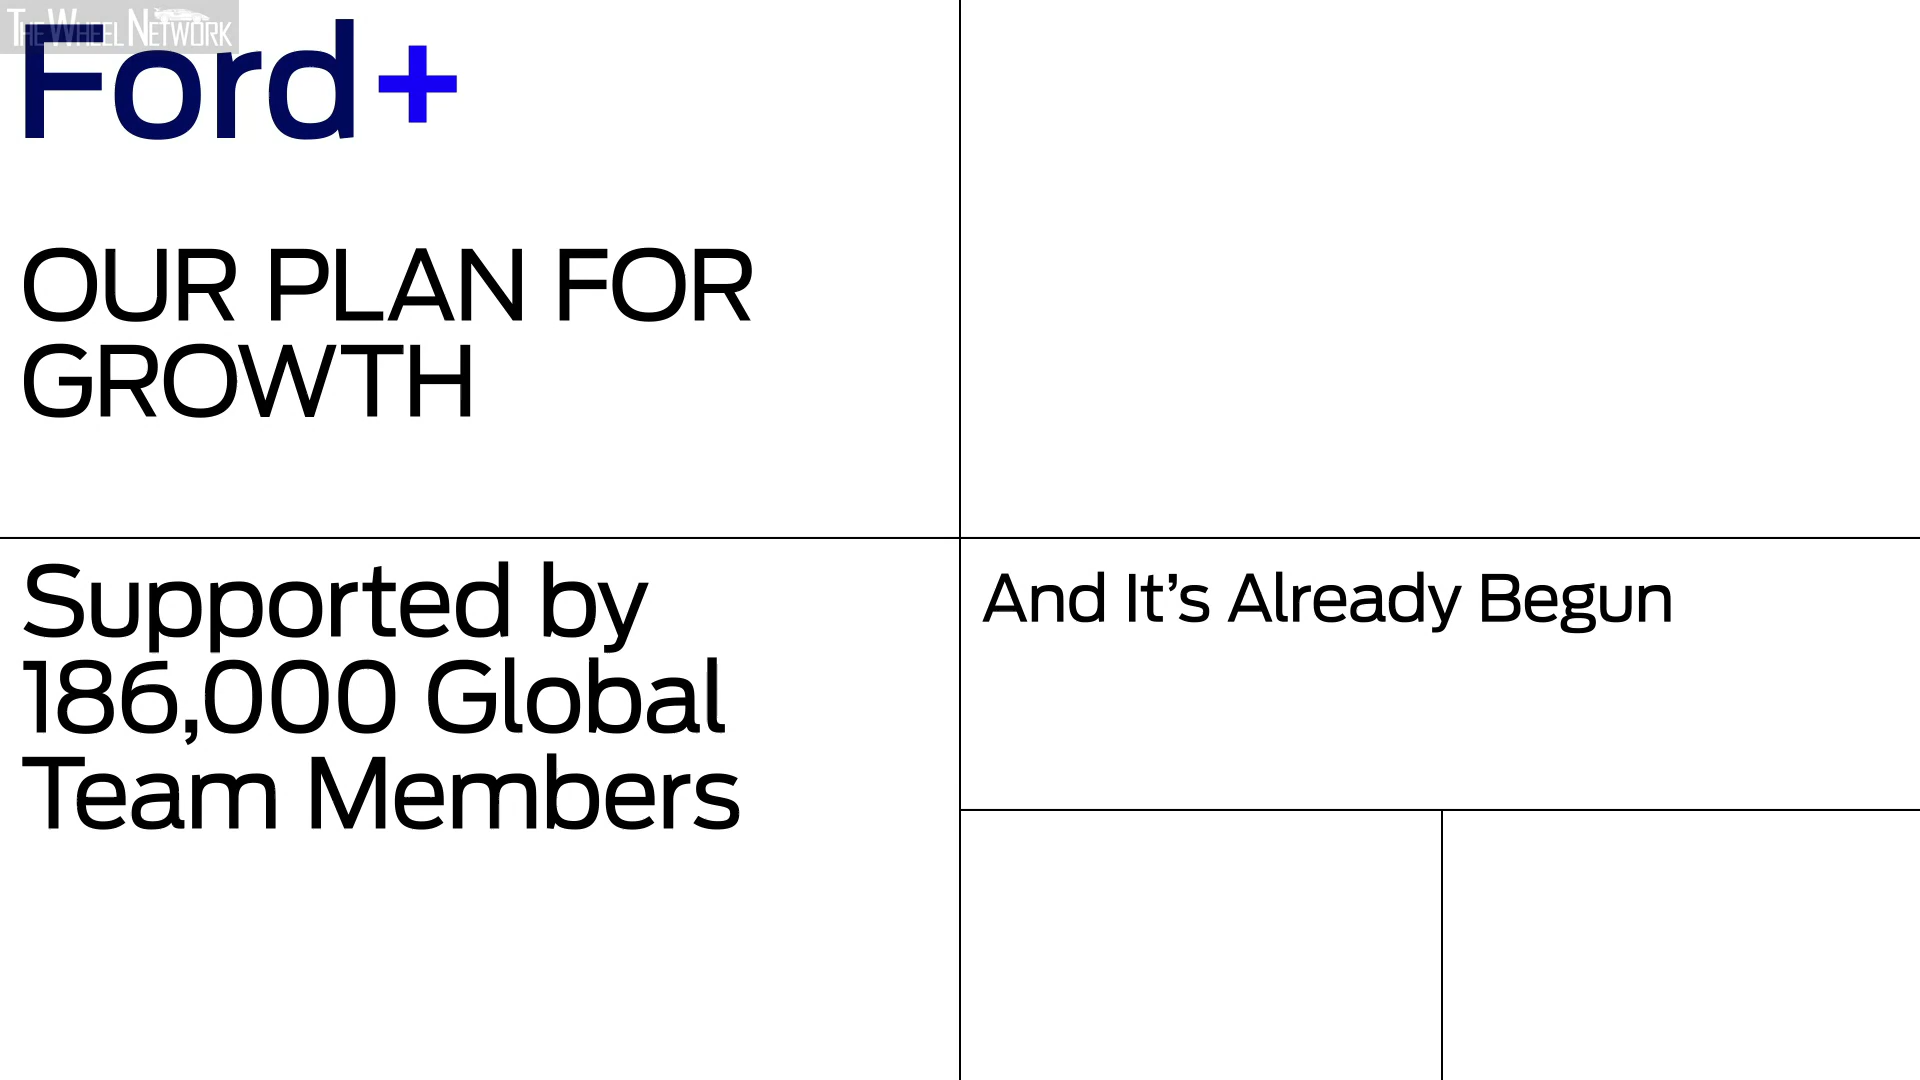 THE WHEEL NETWORK
Ford+
OUR PLAN FOR
GROWTH
Supported by
186,000 Global
Team Members
And It’s Already Begun